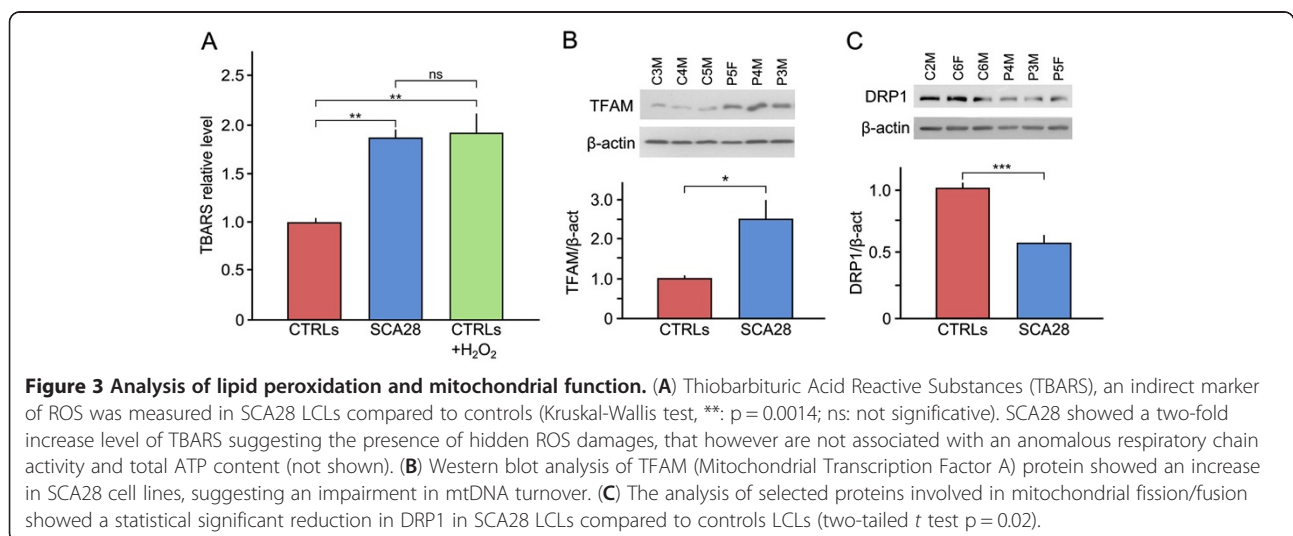 A
TBARS relative level
2.5
2.0
1.5
1.0
0.5
0
**
**
ns
CTRLs
SCA28
CTRLs
+H₂O₂
B
C3M
C4M
C5M
P5F
P4M
P3M
TFAM
β-actin
TFAM/β-act
3.0
2.0
1.0
0
*
CTRLs
SCA28
C
C2M
C6F
C6M
P4M
P3M
P5F
DRP1
β-actin
DRP1/β-act
1.0
0.5
0
***
CTRLs
SCA28
Figure 3 Analysis of lipid peroxidation and mitochondrial function. (A) Thiobarbituric Acid Reactive Substances (TBARS), an indirect marker
of ROS was measured in SCA28 LCLs compared to controls (Kruskal-Wallis test, **: p = 0.0014; ns: not significative). SCA28 showed a two-fold
increase level of TBARS suggesting the presence of hidden ROS damages, that however are not associated with an anomalous respiratory chain
activity and total ATP content (not shown). (B) Western blot analysis of TFAM (Mitochondrial Transcription Factor A) protein showed an increase
in SCA28 cell lines, suggesting an impairment in mtDNA turnover. (C) The analysis of selected proteins involved in mitochondrial fission/fusion
showed a statistical significant reduction in DRP1 in SCA28 LCLs compared to controls LCLs (two-tailed t test p = 0.02).